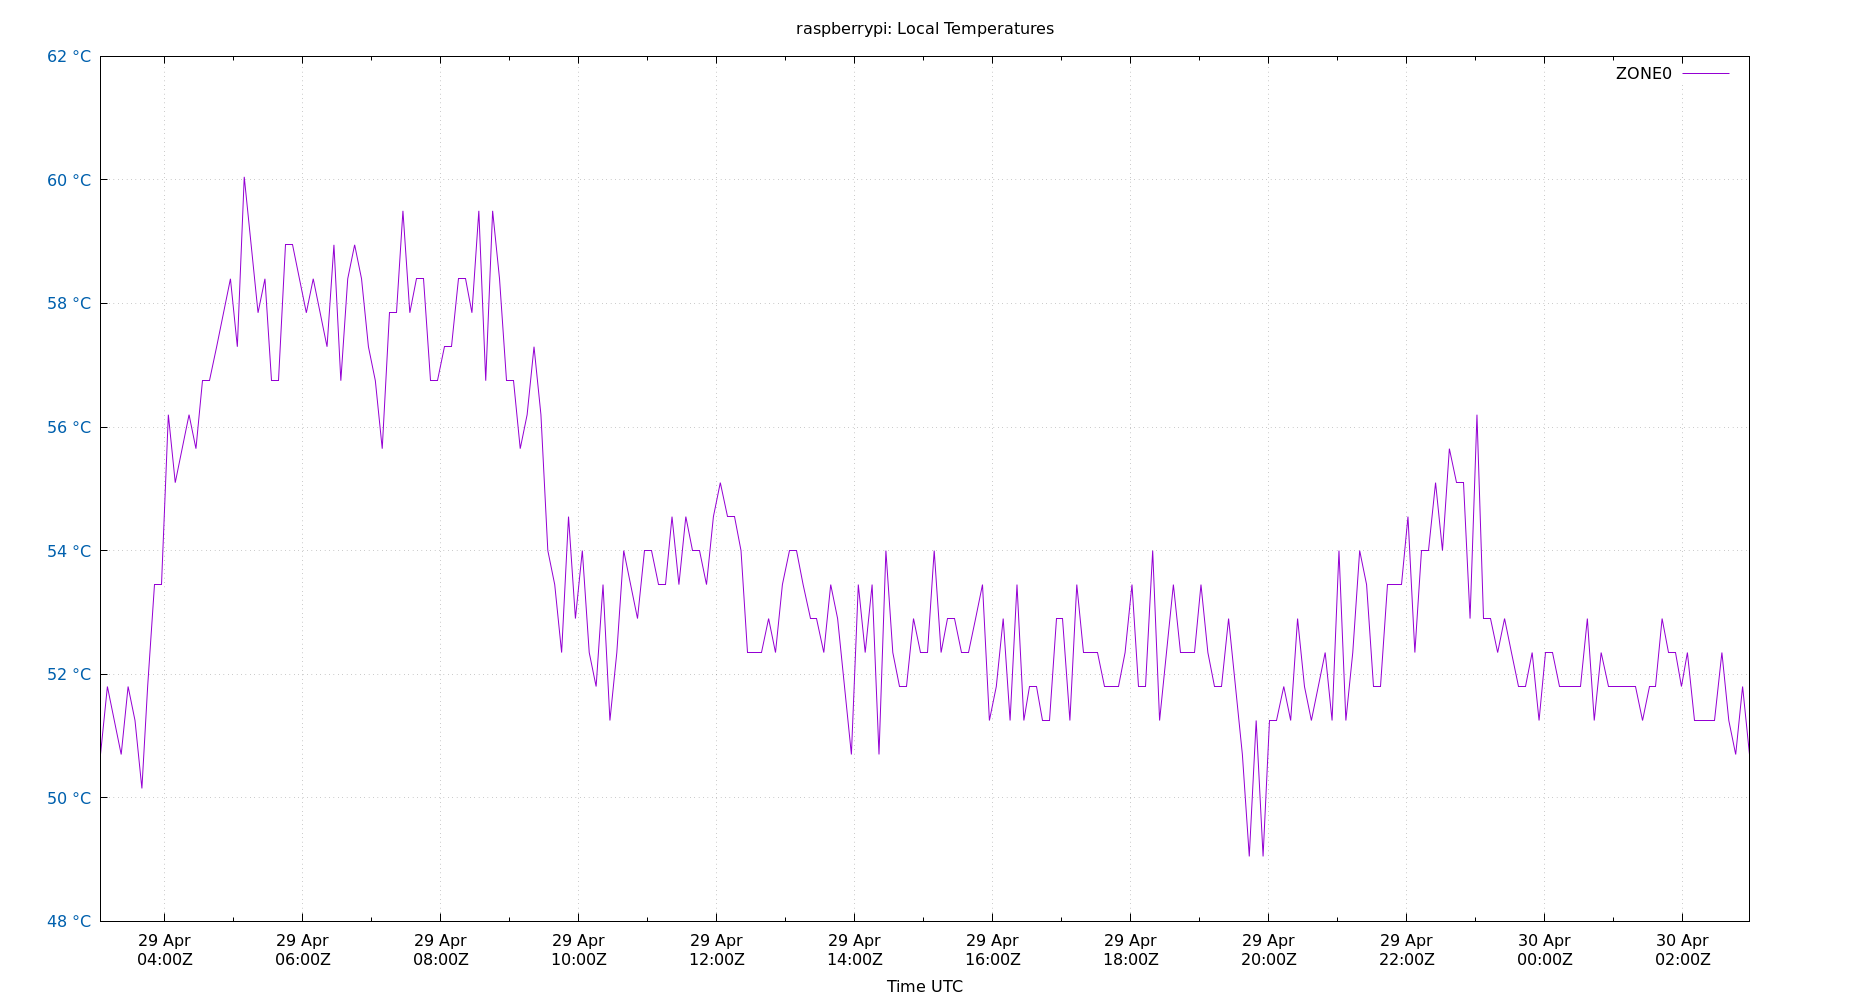 raspberrypi: Local Temperatures
62 °C
ZONE0
60 °C
58 °C
56 °C
54 °C
52 °C
50 °C
48 °C
29 Apr 29 Apr 29 Apr 29 Apr 29 Apr 29 Apr 29 Apr 29 Apr 29 Apr 29 Apr 30 Apr 30 Apr
04:00Z 06:00Z 08:00Z 10:00Z 12:00Z 14:00Z 16:00Z 18:00Z 20:00Z 22:00Z 00:00Z 02:00Z
Time UTC